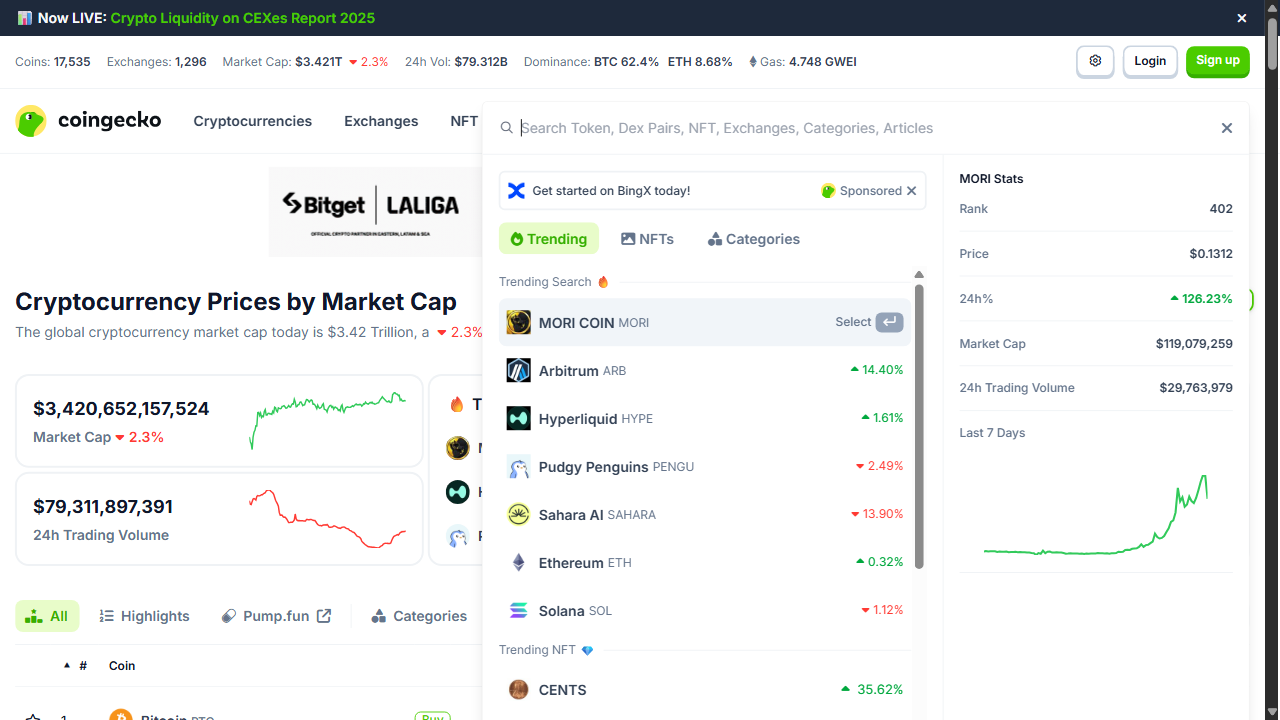 Now LIVE: Crypto Liquidity on CEXes Report 2025
Coins: 17,535 Exchanges: 1,296 Market Cap: $3.421T 2.3% 24h Vol: $79.312B Dominance: BTC 62.4% ETH 8.68% Gas: 4.748 GWEI
Login
Sign up
coingecko
Cryptocurrencies
Exchanges
NFT
Search Token, Dex Pairs, NFT, Exchanges, Categories, Articles
Bitget LALIGA
OFFICIAL CRYPTO PARTNER IN EASTERN, LATAM & SEA
Get started on BingX today!
Sponsored
Trending
NFTs
Categories
Cryptocurrency Prices by Market Cap
The global cryptocurrency market cap today is $3.42 Trillion, a 2.3%
$3,420,652,157,524
Market Cap 2.3%
$79,311,897,391
24h Trading Volume
All
Highlights
Pump.fun
Categories
# Coin
1 Bitcoin BTC Buy
Trending Search
MORI COIN MORI Select
Arbitrum ARB 14.40%
Hyperliquid HYPE 1.61%
Pudgy Penguins PENGU 2.49%
Sahara AI SAHARA 13.90%
Ethereum ETH 0.32%
Solana SOL 1.12%
Trending NFT
CENTS 35.62%
MORI Stats
Rank 402
Price $0.1312
24h% 126.23%
Market Cap $119,079,259
24h Trading Volume $29,763,979
Last 7 Days